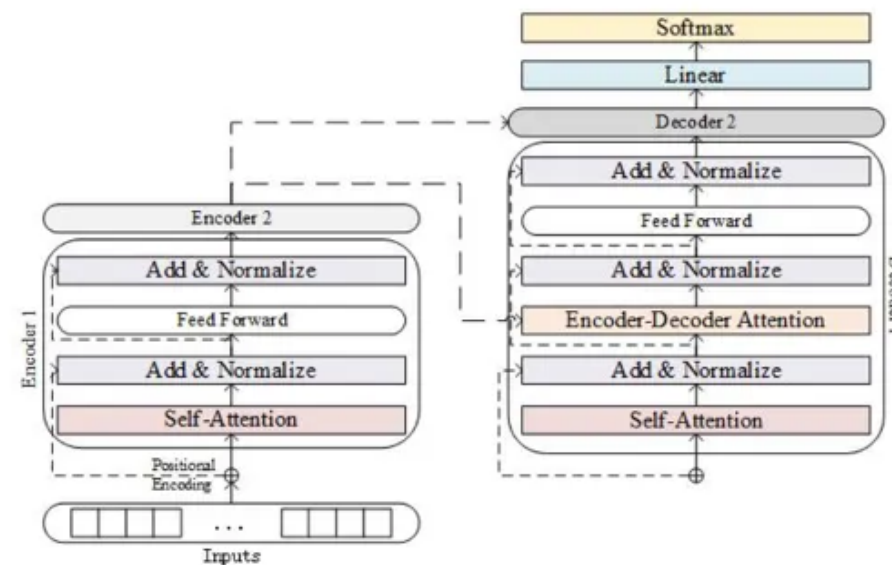 Softmax
Linear
Decoder 2
Add & Normalize
Feed Forward
Add & Normalize
Encoder-Decoder Attention
Add & Normalize
Self-Attention
Encoder 2
Add & Normalize
Feed Forward
Add & Normalize
Self-Attention
Encoder 1
Positional
Encoding
...
Inputs